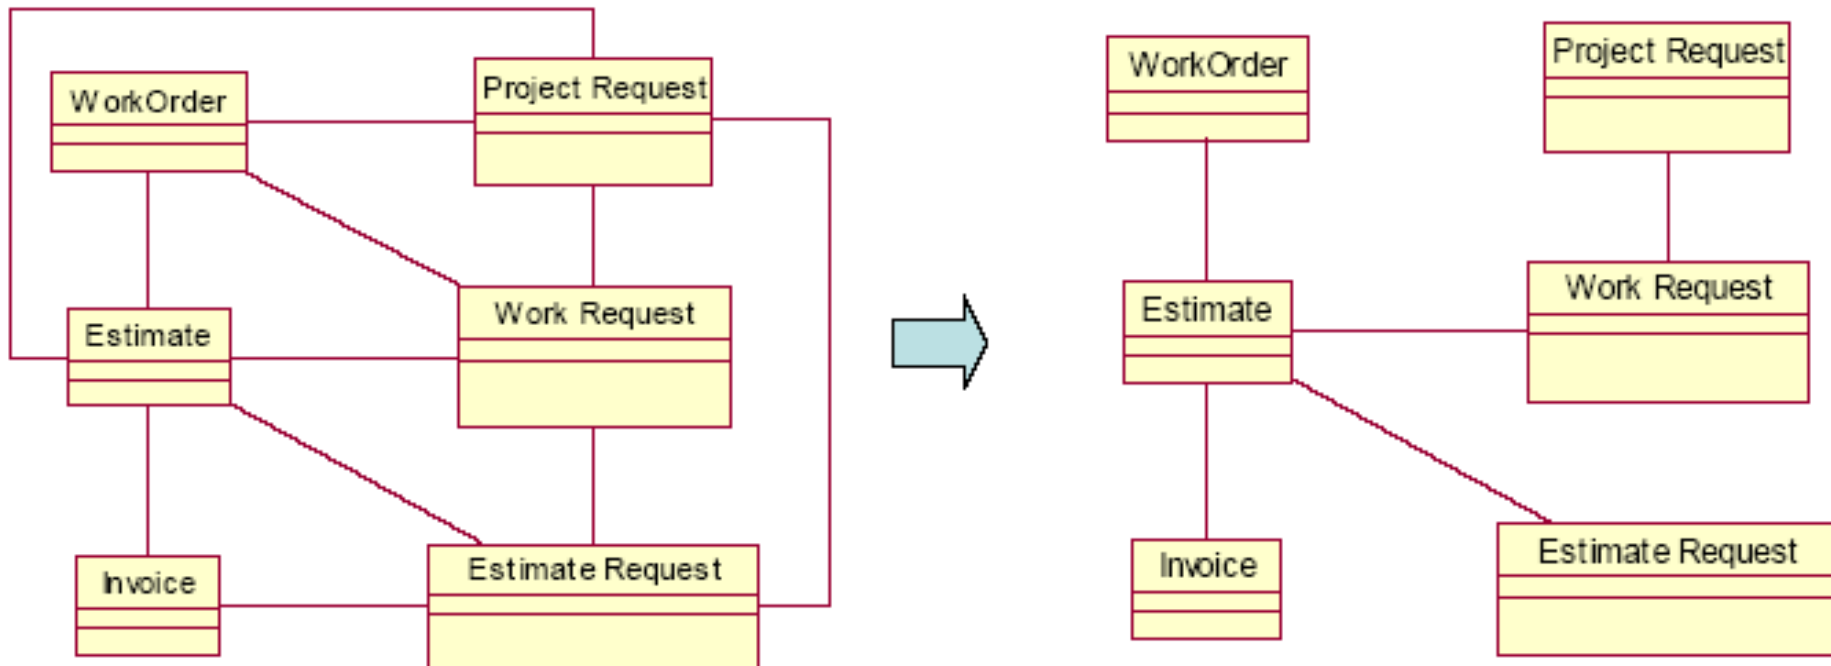 WorkOrder
Project Request
Estimate
Work Request
Invoice
Estimate Request
WorkOrder
Project Request
Estimate
Work Request
Invoice
Estimate Request